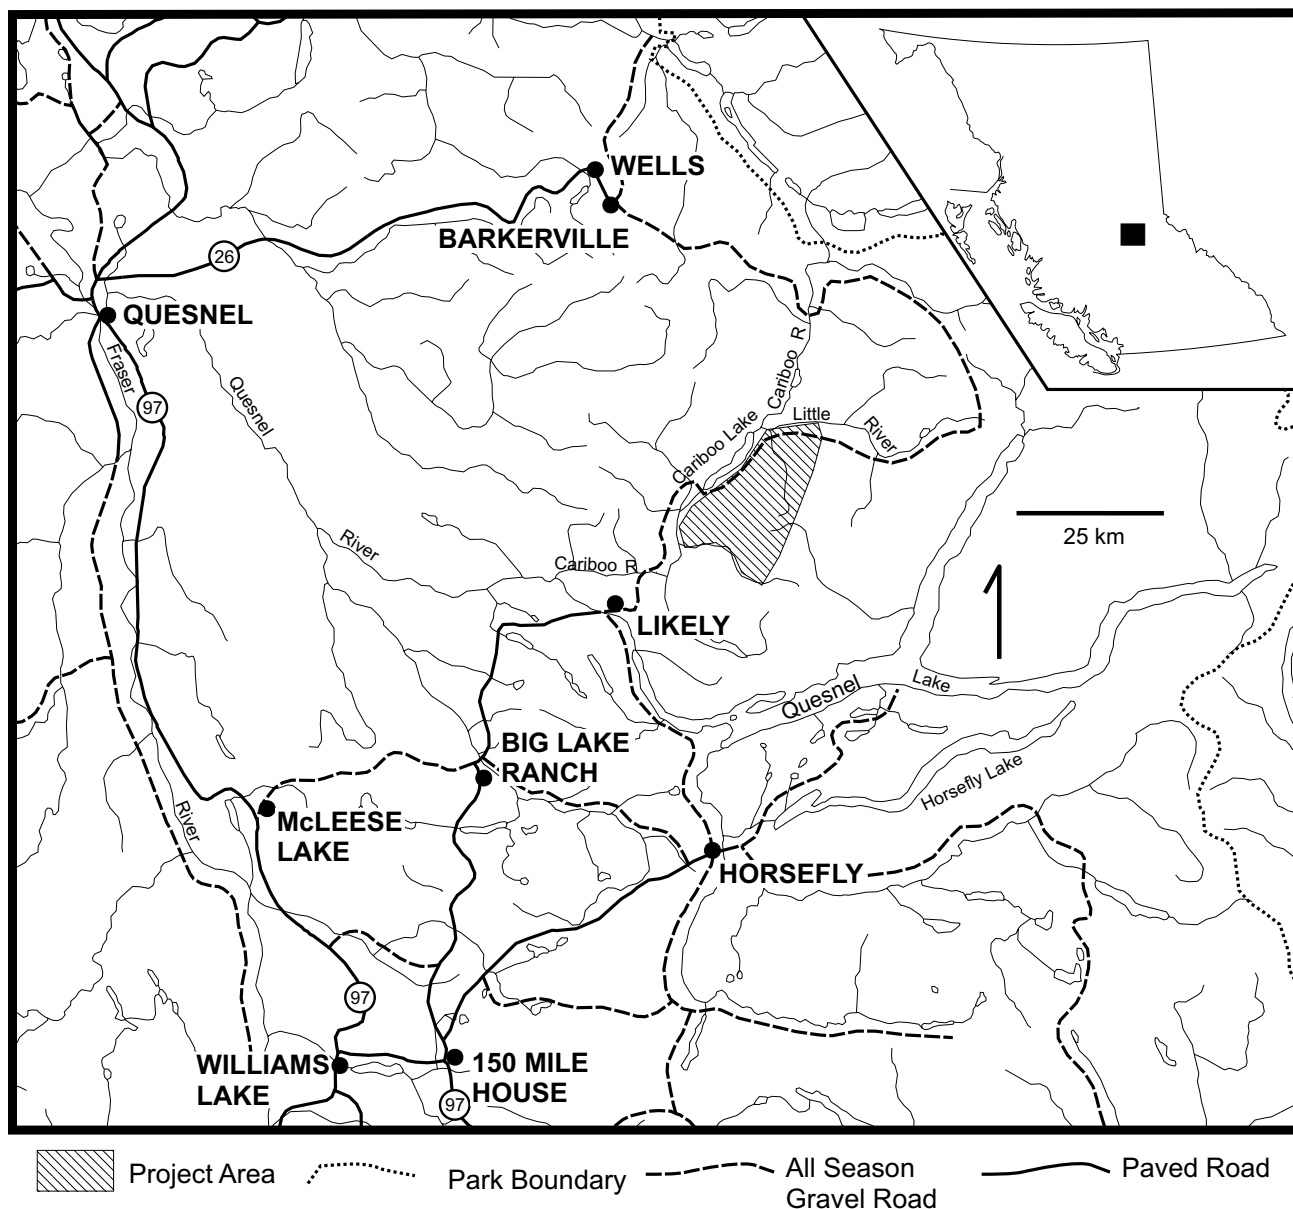 WELLS
BARKERVILLE
26
QUESNEL
Fraser
97
Quesnel
Cariboo R
Little
River
Cariboo Lake
25 km
River
Cariboo R
LIKELY
Quesnel
Lake
BIG LAKE
RANCH
Horsefly Lake
River
McLEESE
LAKE
HORSEFLY
97
WILLIAMS
LAKE
150 MILE
HOUSE
97
Project Area
Park Boundary
All Season
Gravel Road
Paved Road